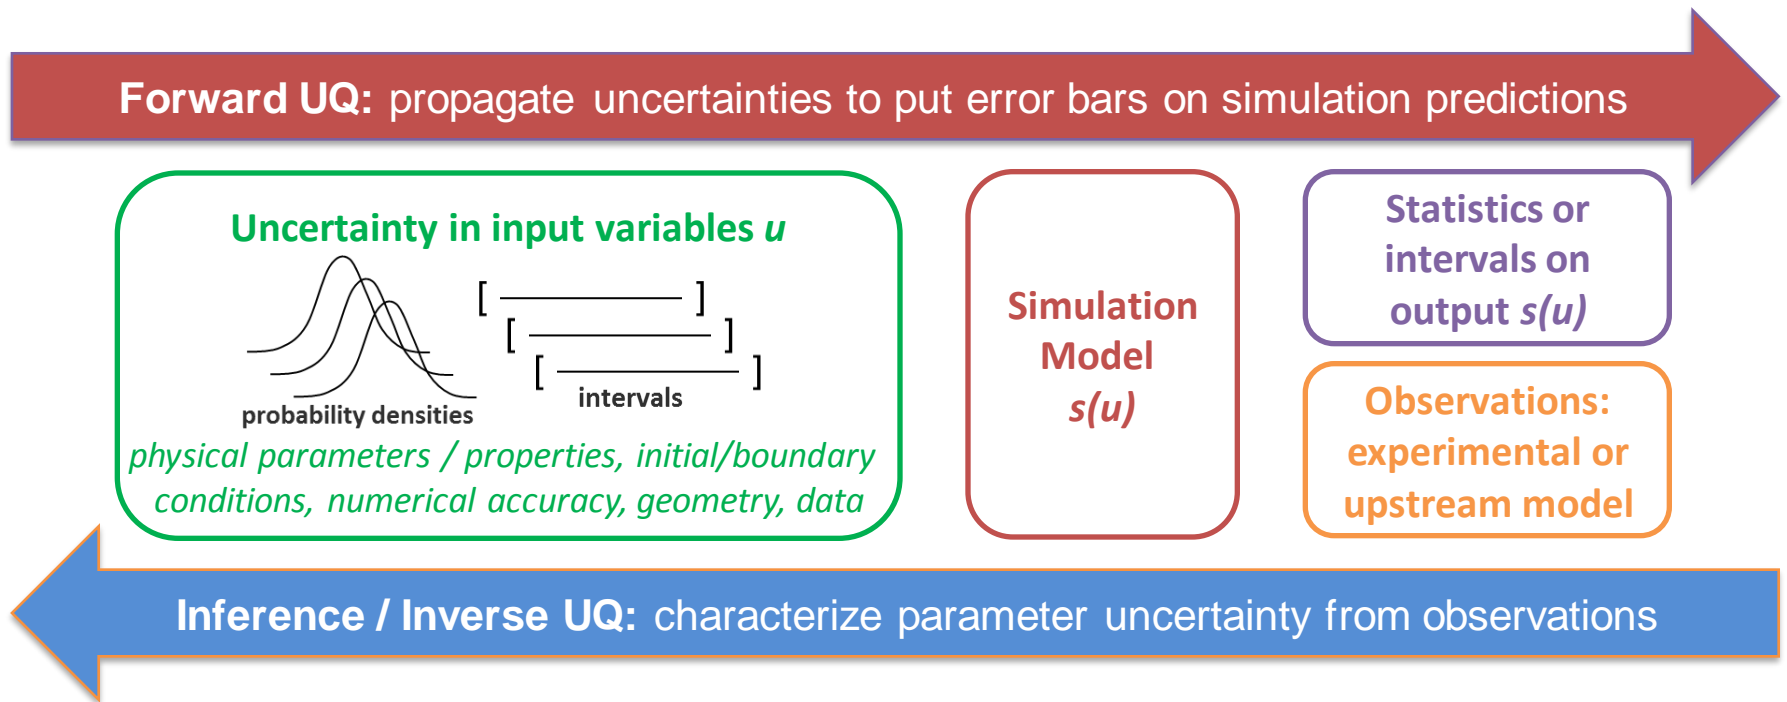 Forward UQ: propagate uncertainties to put error bars on simulation predictions
Uncertainty in input variables u
[ ]
[ ]
[ ]
probability densities
intervals
physical parameters / properties, initial/boundary
conditions, numerical accuracy, geometry, data
Simulation
Model
s(u)
Statistics or
intervals on
output s(u)
Observations:
experimental or
upstream model
Inference / Inverse UQ: characterize parameter uncertainty from observations